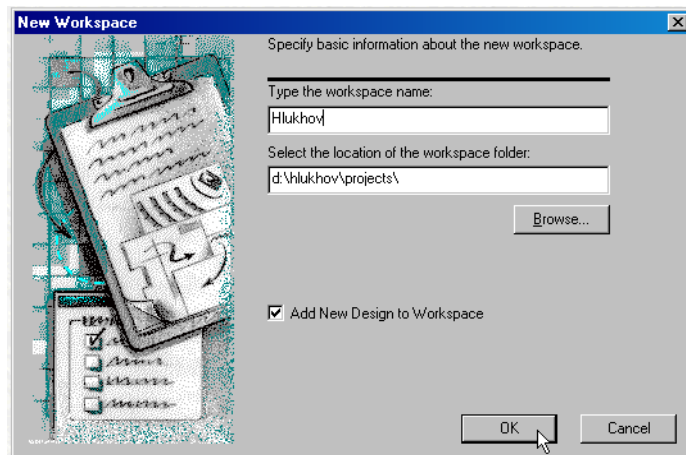 New Workspace
Specify basic information about the new workspace.
Type the workspace name:
Hlukhov
Select the location of the workspace folder:
d:\hlukhov\projects\
Browse...
Add New Design to Workspace
OK
Cancel